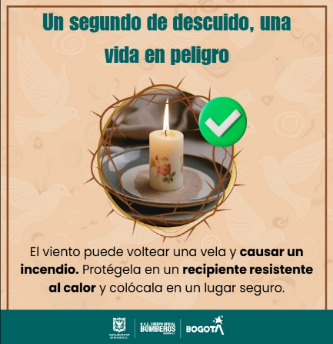 Un segundo de descuido, una
vida en peligro
El viento puede voltear una vela y causar un
incendio. Protégela en un recipiente resistente
al calor y colócala en un lugar seguro.
BOMBEROS
BOGOTÁ